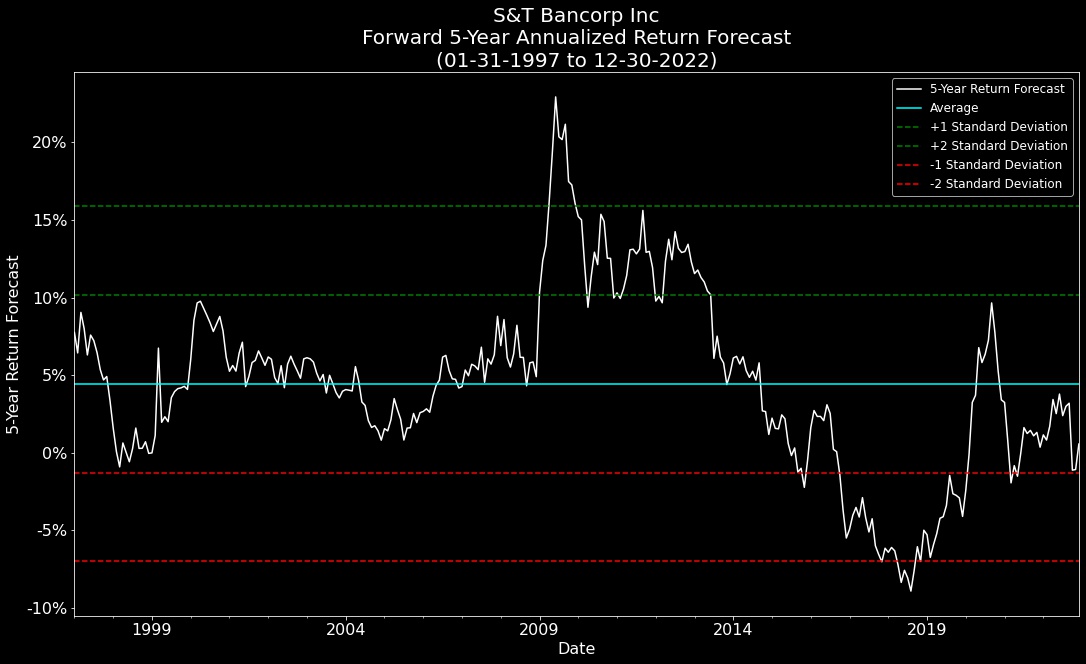 S&T Bancorp Inc
Forward 5-Year Annualized Return Forecast
(01-31-1997 to 12-30-2022)
5-Year Return Forecast
Average
+1 Standard Deviation
+2 Standard Deviation
-1 Standard Deviation
-2 Standard Deviation
20%
15%
10%
5%
0%
-5%
-10%
5-Year Return Forecast
1999 2004 2009 2014 2019
Date